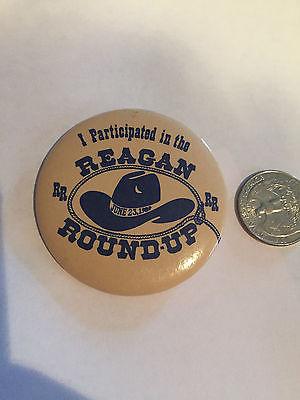 I Participated in the
REAGAN
RR RR
JUNE 23,
ROUND-UP